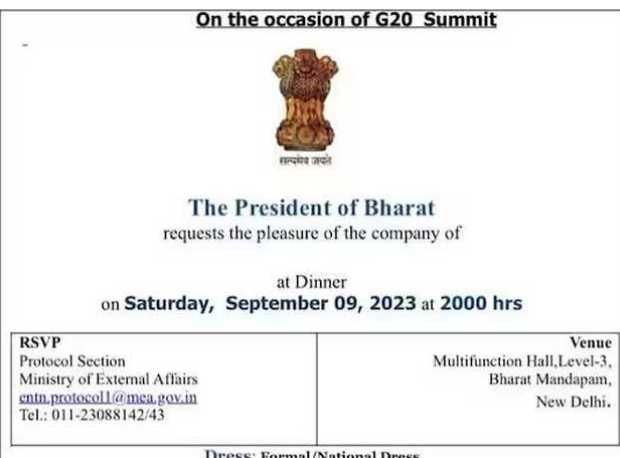 On the occasion of G20 Summit
सत्यमेव जयते
The President of Bharat
requests the pleasure of the company of
at Dinner
on Saturday, September 09, 2023 at 2000 hrs
RSVP
Protocol Section
Ministry of External Affairs
entn.protocol1@mea.gov.in
Tel.: 011-23088142/43
Venue
Multifunction Hall,Level-3,
Bharat Mandapam,
New Delhi.
Dress: Formal/National Dress